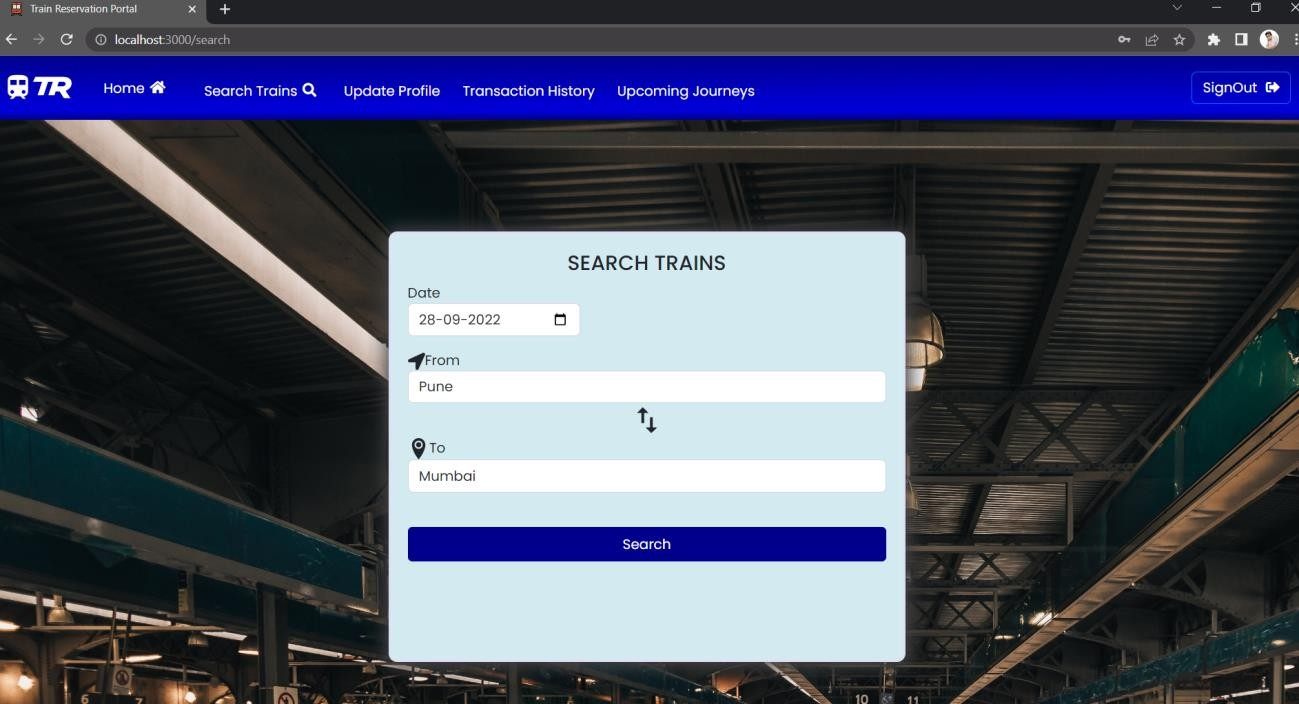 Train Reservation Portal
localhost:3000/search
TR Home Search Trains Update Profile Transaction History Upcoming Journeys SignOut
SEARCH TRAINS
Date
28-09-2022
From
Pune
To
Mumbai
Search
10 11